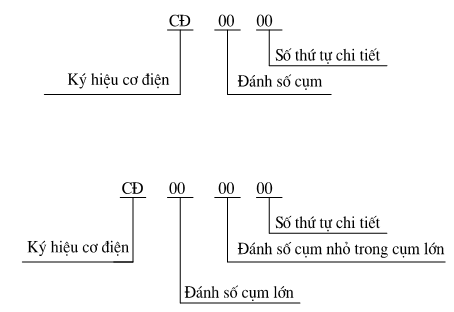 CĐ 00 00
Số thứ tự chi tiết
Ký hiệu cơ điện
Đánh số cụm
CĐ 00 00 00
Số thứ tự chi tiết
Ký hiệu cơ điện
Đánh số cụm nhỏ trong cụm lớn
Đánh số cụm lớn